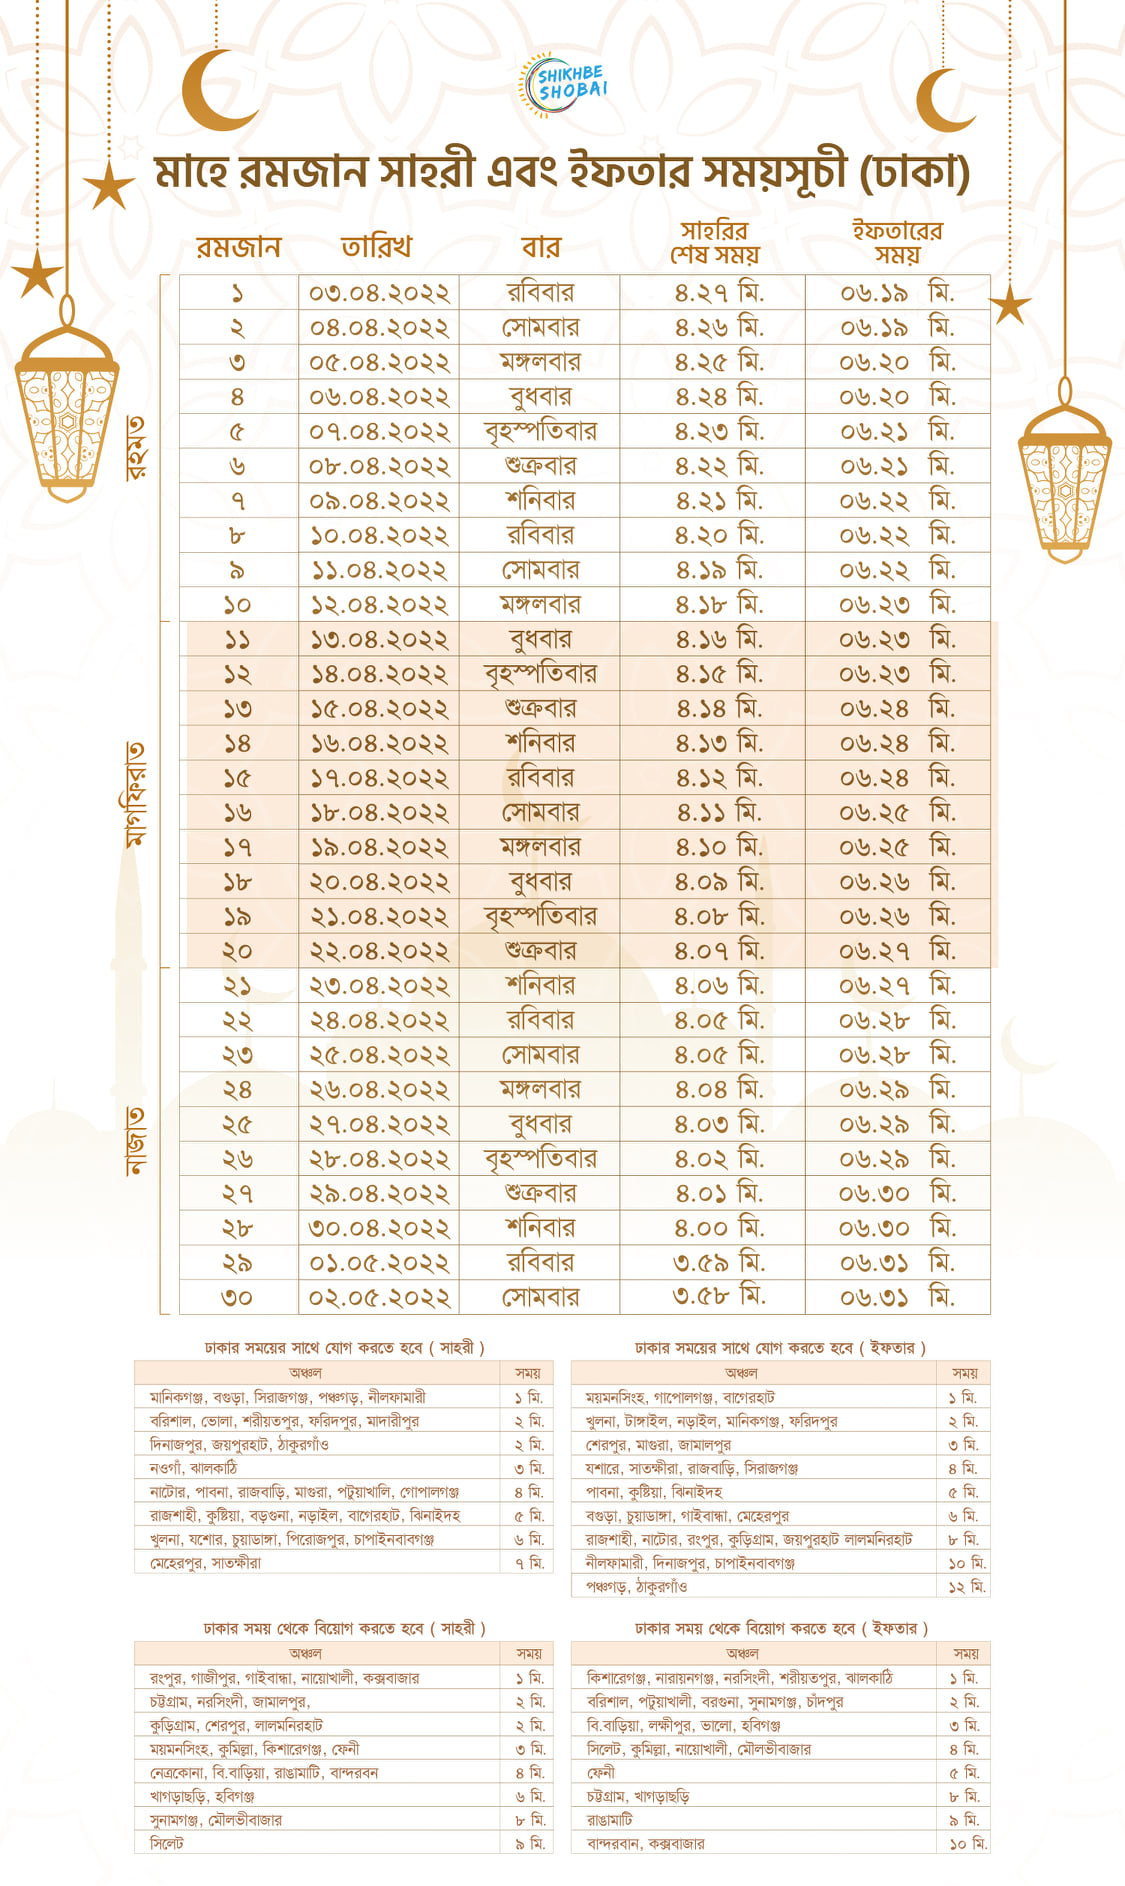 SHIKHBE
SHOBAI
মাহে রমজান সাহরী এবং ইফতার সময়সূচী (ঢাকা)
রমজান তারিখ বার সাহরির শেষ সময় ইফতারের সময়
রহমত
১ ০৩.০৪.২০২২ রবিবার ৪.২৭ মি. ০৬.১৯ মি.
২ ০৪.০৪.২০২২ সোমবার ৪.২৬ মি. ০৬.১৯ মি.
৩ ০৫.০৪.২০২২ মঙ্গলবার ৪.২৫ মি. ০৬.২০ মি.
৪ ০৬.০৪.২০২২ বুধবার ৪.২৪ মি. ০৬.২০ মি.
৫ ০৭.০৪.২০২২ বৃহস্পতিবার ৪.২৩ মি. ০৬.২১ মি.
৬ ০৮.০৪.২০২২ শুক্রবার ৪.২২ মি. ০৬.২১ মি.
৭ ০৯.০৪.২০২২ শনিবার ৪.২১ মি. ০৬.২২ মি.
৮ ১০.০৪.২০২২ রবিবার ৪.২০ মি. ০৬.২২ মি.
৯ ১১.০৪.২০২২ সোমবার ৪.১৯ মি. ০৬.২২ মি.
১০ ১২.০৪.২০২২ মঙ্গলবার ৪.১৮ মি. ০৬.২৩ মি.
মাগফিরাত
১১ ১৩.০৪.২০২২ বুধবার ৪.১৬ মি. ০৬.২৩ মি.
১২ ১৪.০৪.২০২২ বৃহস্পতিবার ৪.১৫ মি. ০৬.২৩ মি.
১৩ ১৫.০৪.২০২২ শুক্রবার ৪.১৪ মি. ০৬.২৪ মি.
১৪ ১৬.০৪.২০২২ শনিবার ৪.১৩ মি. ০৬.২৪ মি.
১৫ ১৭.০৪.২০২২ রবিবার ৪.১২ মি. ০৬.২৪ মি.
১৬ ১৮.০৪.২০২২ সোমবার ৪.১১ মি. ০৬.২৫ মি.
১৭ ১৯.০৪.২০২২ মঙ্গলবার ৪.১০ মি. ০৬.২৫ মি.
১৮ ২০.০৪.২০২২ বুধবার ৪.০৯ মি. ০৬.২৬ মি.
১৯ ২১.০৪.২০২২ বৃহস্পতিবার ৪.০৮ মি. ০৬.২৬ মি.
২০ ২২.০৪.২০২২ শুক্রবার ৪.০৭ মি. ০৬.২৭ মি.
নাজাত
২১ ২৩.০৪.২০২২ শনিবার ৪.০৬ মি. ০৬.২৭ মি.
২২ ২৪.০৪.২০২২ রবিবার ৪.০৫ মি. ০৬.২৮ মি.
২৩ ২৫.০৪.২০২২ সোমবার ৪.০৫ মি. ০৬.২৮ মি.
২৪ ২৬.০৪.২০২২ মঙ্গলবার ৪.০৪ মি. ০৬.২৯ মি.
২৫ ২৭.০৪.২০২২ বুধবার ৪.০৩ মি. ০৬.২৯ মি.
২৬ ২৮.০৪.২০২২ বৃহস্পতিবার ৪.০২ মি. ০৬.২৯ মি.
২৭ ২৯.০৪.২০২২ শুক্রবার ৪.০১ মি. ০৬.৩০ মি.
২৮ ৩০.০৪.২০২২ শনিবার ৪.০০ মি. ০৬.৩০ মি.
২৯ ০১.০৫.২০২২ রবিবার ৩.৫৯ মি. ০৬.৩১ মি.
৩০ ০২.০৫.২০২২ সোমবার ৩.৫৮ মি. ০৬.৩১ মি.
ঢাকার সময়ের সাথে যোগ করতে হবে ( সাহরী )
অঞ্চল সময়
মানিকগঞ্জ, বগুড়া, সিরাজগঞ্জ, পঞ্চগড়, নীলফামারী ১ মি.
বরিশাল, ভোলা, শরীয়তপুর, ফরিদপুর, মাদারীপুর ২ মি.
দিনাজপুর, জয়পুরহাট, ঠাকুরগাঁও ২ মি.
নওগাঁ, ঝালকাঠি ৩ মি.
নাটোর, পাবনা, রাজবাড়ি, মাগুরা, পটুয়াখালি, গোপালগঞ্জ ৪ মি.
রাজশাহী, কুষ্টিয়া, বড়গুনা, নড়াইল, বাগেরহাট, ঝিনাইদহ ৫ মি.
খুলনা, যশোর, চুয়াডাঙ্গা, পিরোজপুর, চাপাইনবাবগঞ্জ ৬ মি.
মেহেরপুর, সাতক্ষীরা ৭ মি.
ঢাকার সময়ের সাথে যোগ করতে হবে ( ইফতার )
অঞ্চল সময়
ময়মনসিংহ, গাপোলগঞ্জ, বাগেরহাট ১ মি.
খুলনা, টাঙ্গাইল, নড়াইল, মানিকগঞ্জ, ফরিদপুর ২ মি.
শেরপুর, মাগুরা, জামালপুর ৩ মি.
যশারে, সাতক্ষীরা, রাজবাড়ি, সিরাজগঞ্জ ৪ মি.
পাবনা, কুষ্টিয়া, ঝিনাইদহ ৫ মি.
বগুড়া, চুয়াডাঙ্গা, গাইবান্ধা, মেহেরপুর ৬ মি.
রাজশাহী, নাটোর, রংপুর, কুড়িগ্রাম, জয়পুরহাট লালমনিরহাট ৮ মি.
নীলফামারী, দিনাজপুর, চাপাইনবাবগঞ্জ ১০ মি.
পঞ্চগড়, ঠাকুরগাঁও ১২ মি.
ঢাকার সময় থেকে বিয়োগ করতে হবে ( সাহরী )
অঞ্চল সময়
রংপুর, গাজীপুর, গাইবান্ধা, নায়োখালী, কক্সবাজার ১ মি.
চট্টগ্রাম, নরসিংদী, জামালপুর, ২ মি.
কুড়িগ্রাম, শেরপুর, লালমনিরহাট ২ মি.
ময়মনসিংহ, কুমিল্লা, কিশারেগঞ্জ, ফেনী ৩ মি.
নেত্রকোনা, বি.বাড়িয়া, রাঙামাটি, বান্দরবন ৪ মি.
খাগড়াছড়ি, হবিগঞ্জ ৬ মি.
সুনামগঞ্জ, মৌলভীবাজার ৮ মি.
সিলেট ৯ মি.
ঢাকার সময় থেকে বিয়োগ করতে হবে ( ইফতার )
অঞ্চল সময়
কিশারেগঞ্জ, নারায়নগঞ্জ, নরসিংদী, শরীয়তপুর, ঝালকাঠি ১ মি.
বরিশাল, পটুয়াখালী, বরগুনা, সুনামগঞ্জ, চাঁদপুর ২ মি.
বি.বাড়িয়া, লক্ষীপুর, ভালো, হবিগঞ্জ ৩ মি.
সিলেট, কুমিল্লা, নায়োখালী, মৌলভীবাজার ৪ মি.
ফেনী ৫ মি.
চট্টগ্রাম, খাগড়াছড়ি ৮ মি.
রাঙামাটি ৯ মি.
বান্দরবান, কক্সবাজার ১০ মি.